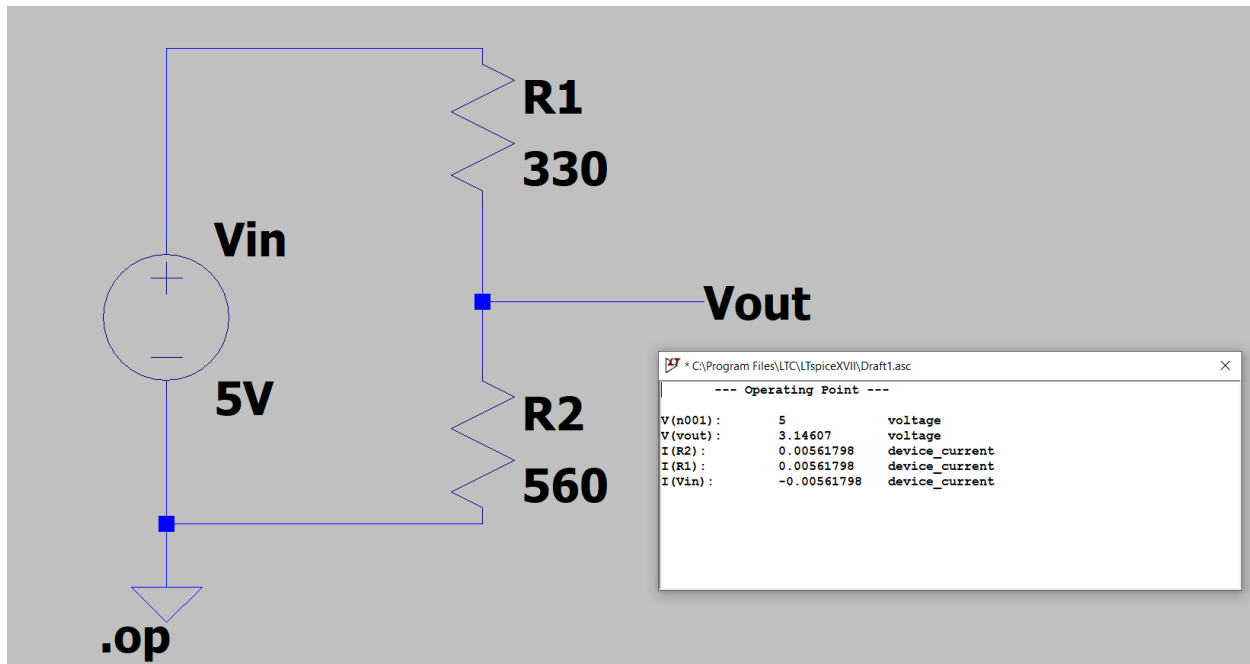 R1
330
Vin
5V
Vout
R2
560
.op
* C:\Program Files\LTC\LTspiceXVII\Draft1.asc
--- Operating Point ---
V(n001): 5 voltage
V(vout): 3.14607 voltage
I(R2): 0.00561798 device_current
I(R1): 0.00561798 device_current
I(Vin): -0.00561798 device_current